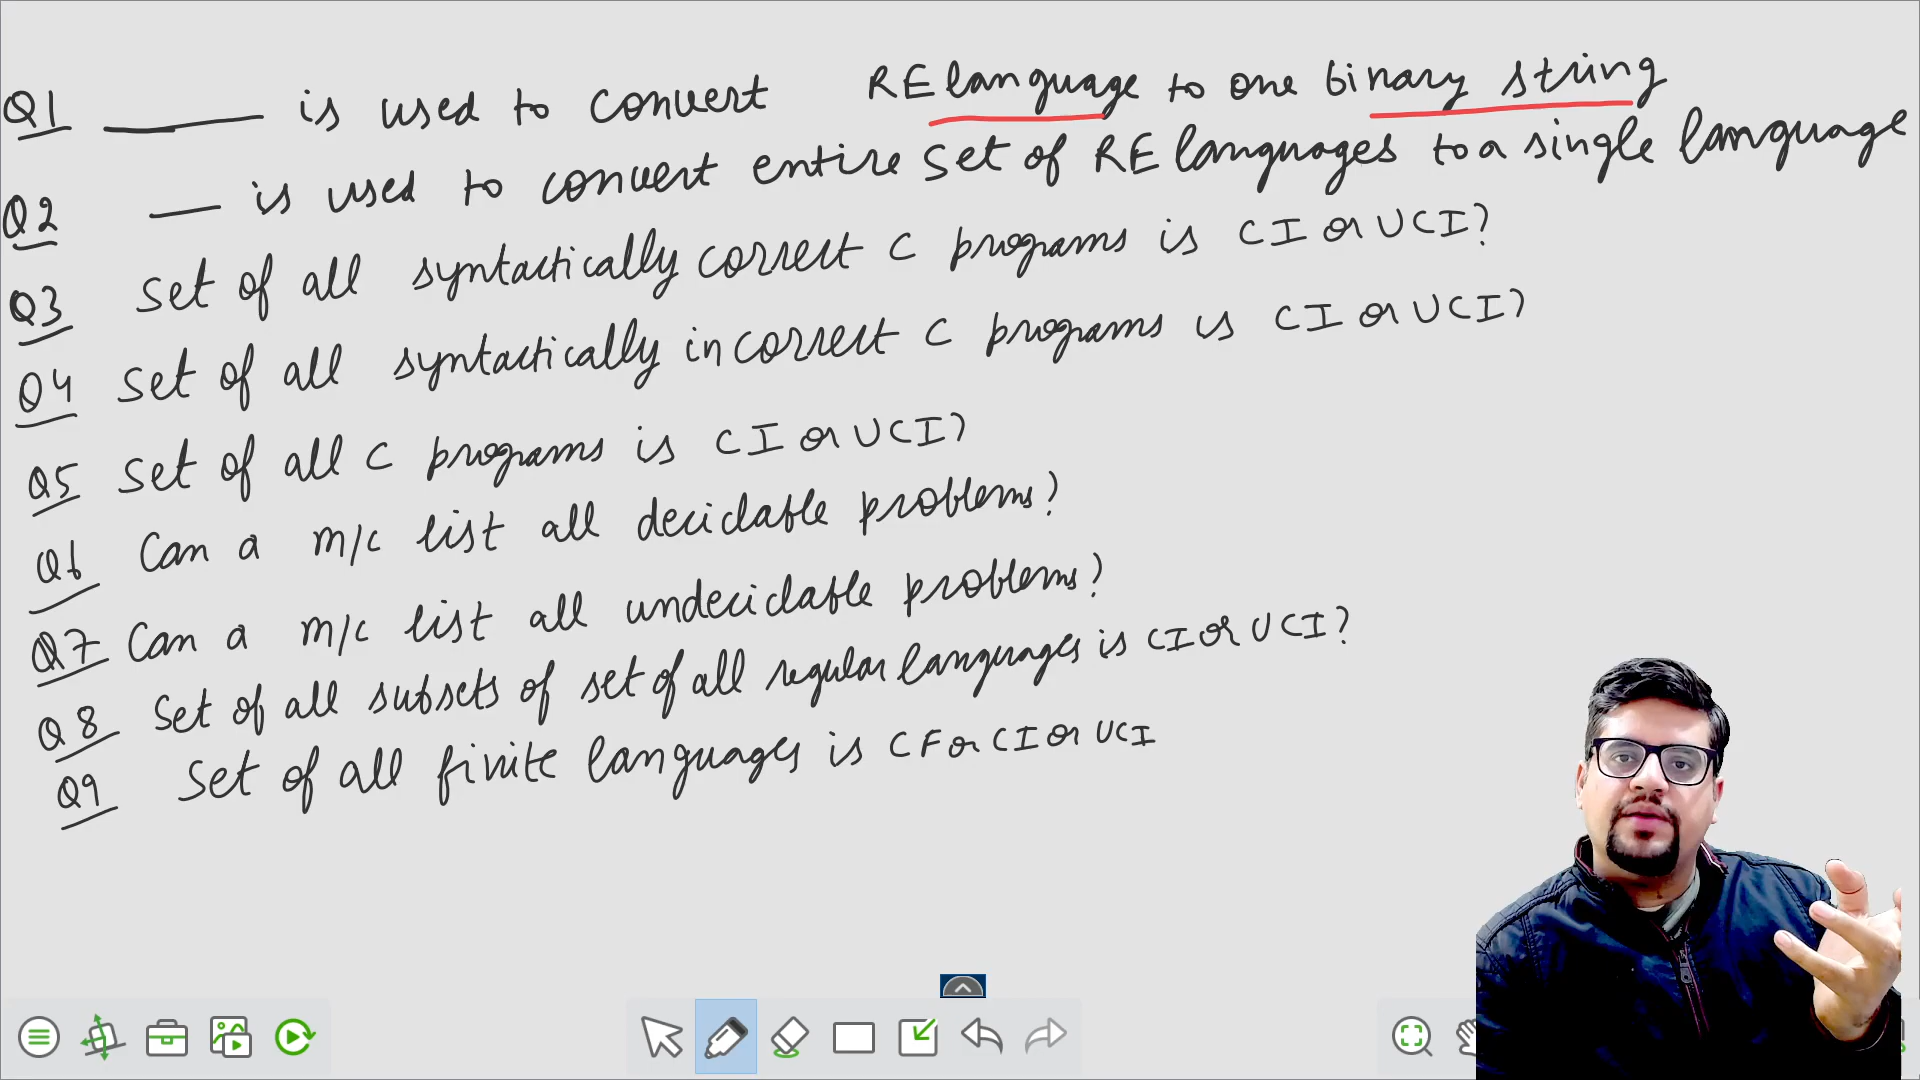 Q1 ____ is used to convert RE language to one binary string
Q2 ___ is used to convert entire set of RE languages to a single language
Q3 set of all syntactically correct C programs is CI or UCI?
Q4 set of all syntactically incorrect C programs is CI or UCI?
Q5 set of all C programs is CI or UCI?
Q6 Can a m/c list all decidable problems?
Q7 Can a m/c list all undecidable problems?
Q8 set of all subsets of set of all regular languages is CI or UCI?
Q9 set of all finite languages is CF or CI or UCI